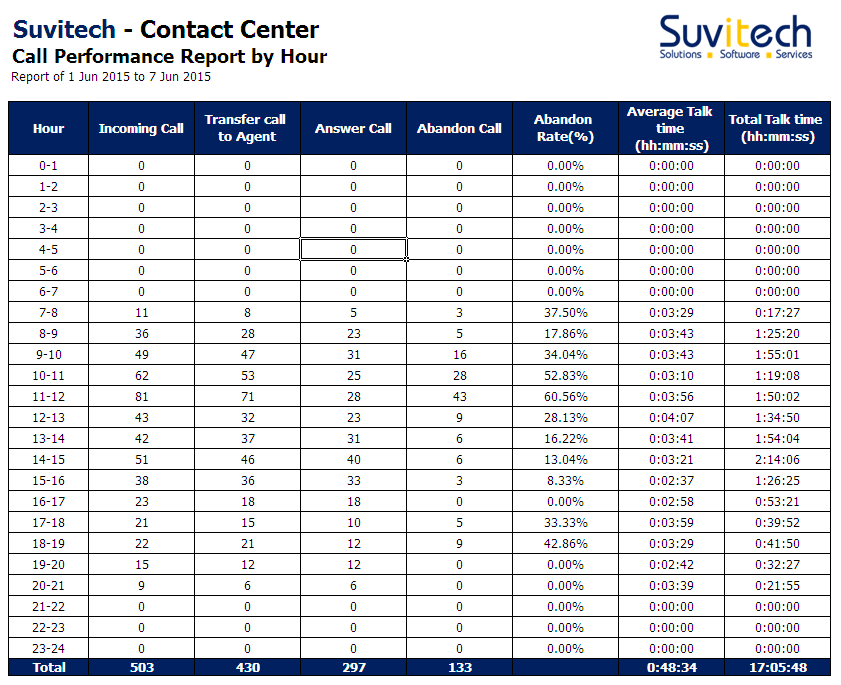 Suvitech - Contact Center
Call Performance Report by Hour
Report of 1 Jun 2015 to 7 Jun 2015
Suvitech
Solutions Software Services
Hour Incoming Call Transfer call to Agent Answer Call Abandon Call Abandon Rate(%) Average Talk time (hh:mm:ss) Total Talk time (hh:mm:ss)
0-1 0 0 0 0 0.00% 0:00:00 0:00:00
1-2 0 0 0 0 0.00% 0:00:00 0:00:00
2-3 0 0 0 0 0.00% 0:00:00 0:00:00
3-4 0 0 0 0 0.00% 0:00:00 0:00:00
4-5 0 0 0 0 0.00% 0:00:00 0:00:00
5-6 0 0 0 0 0.00% 0:00:00 0:00:00
6-7 0 0 0 0 0.00% 0:00:00 0:00:00
7-8 11 8 5 3 37.50% 0:03:29 0:17:27
8-9 36 28 23 5 17.86% 0:03:43 1:25:20
9-10 49 47 31 16 34.04% 0:03:43 1:55:01
10-11 62 53 25 28 52.83% 0:03:10 1:19:08
11-12 81 71 28 43 60.56% 0:03:56 1:50:02
12-13 43 32 23 9 28.13% 0:04:07 1:34:50
13-14 42 37 31 6 16.22% 0:03:41 1:54:04
14-15 51 46 40 6 13.04% 0:03:21 2:14:06
15-16 38 36 33 3 8.33% 0:02:37 1:26:25
16-17 23 18 18 0 0.00% 0:02:58 0:53:21
17-18 21 15 10 5 33.33% 0:03:59 0:39:52
18-19 22 21 12 9 42.86% 0:03:29 0:41:50
19-20 15 12 12 0 0.00% 0:02:42 0:32:27
20-21 9 6 6 0 0.00% 0:03:39 0:21:55
21-22 0 0 0 0 0.00% 0:00:00 0:00:00
22-23 0 0 0 0 0.00% 0:00:00 0:00:00
23-24 0 0 0 0 0.00% 0:00:00 0:00:00
Total 503 430 297 133 0:48:34 17:05:48